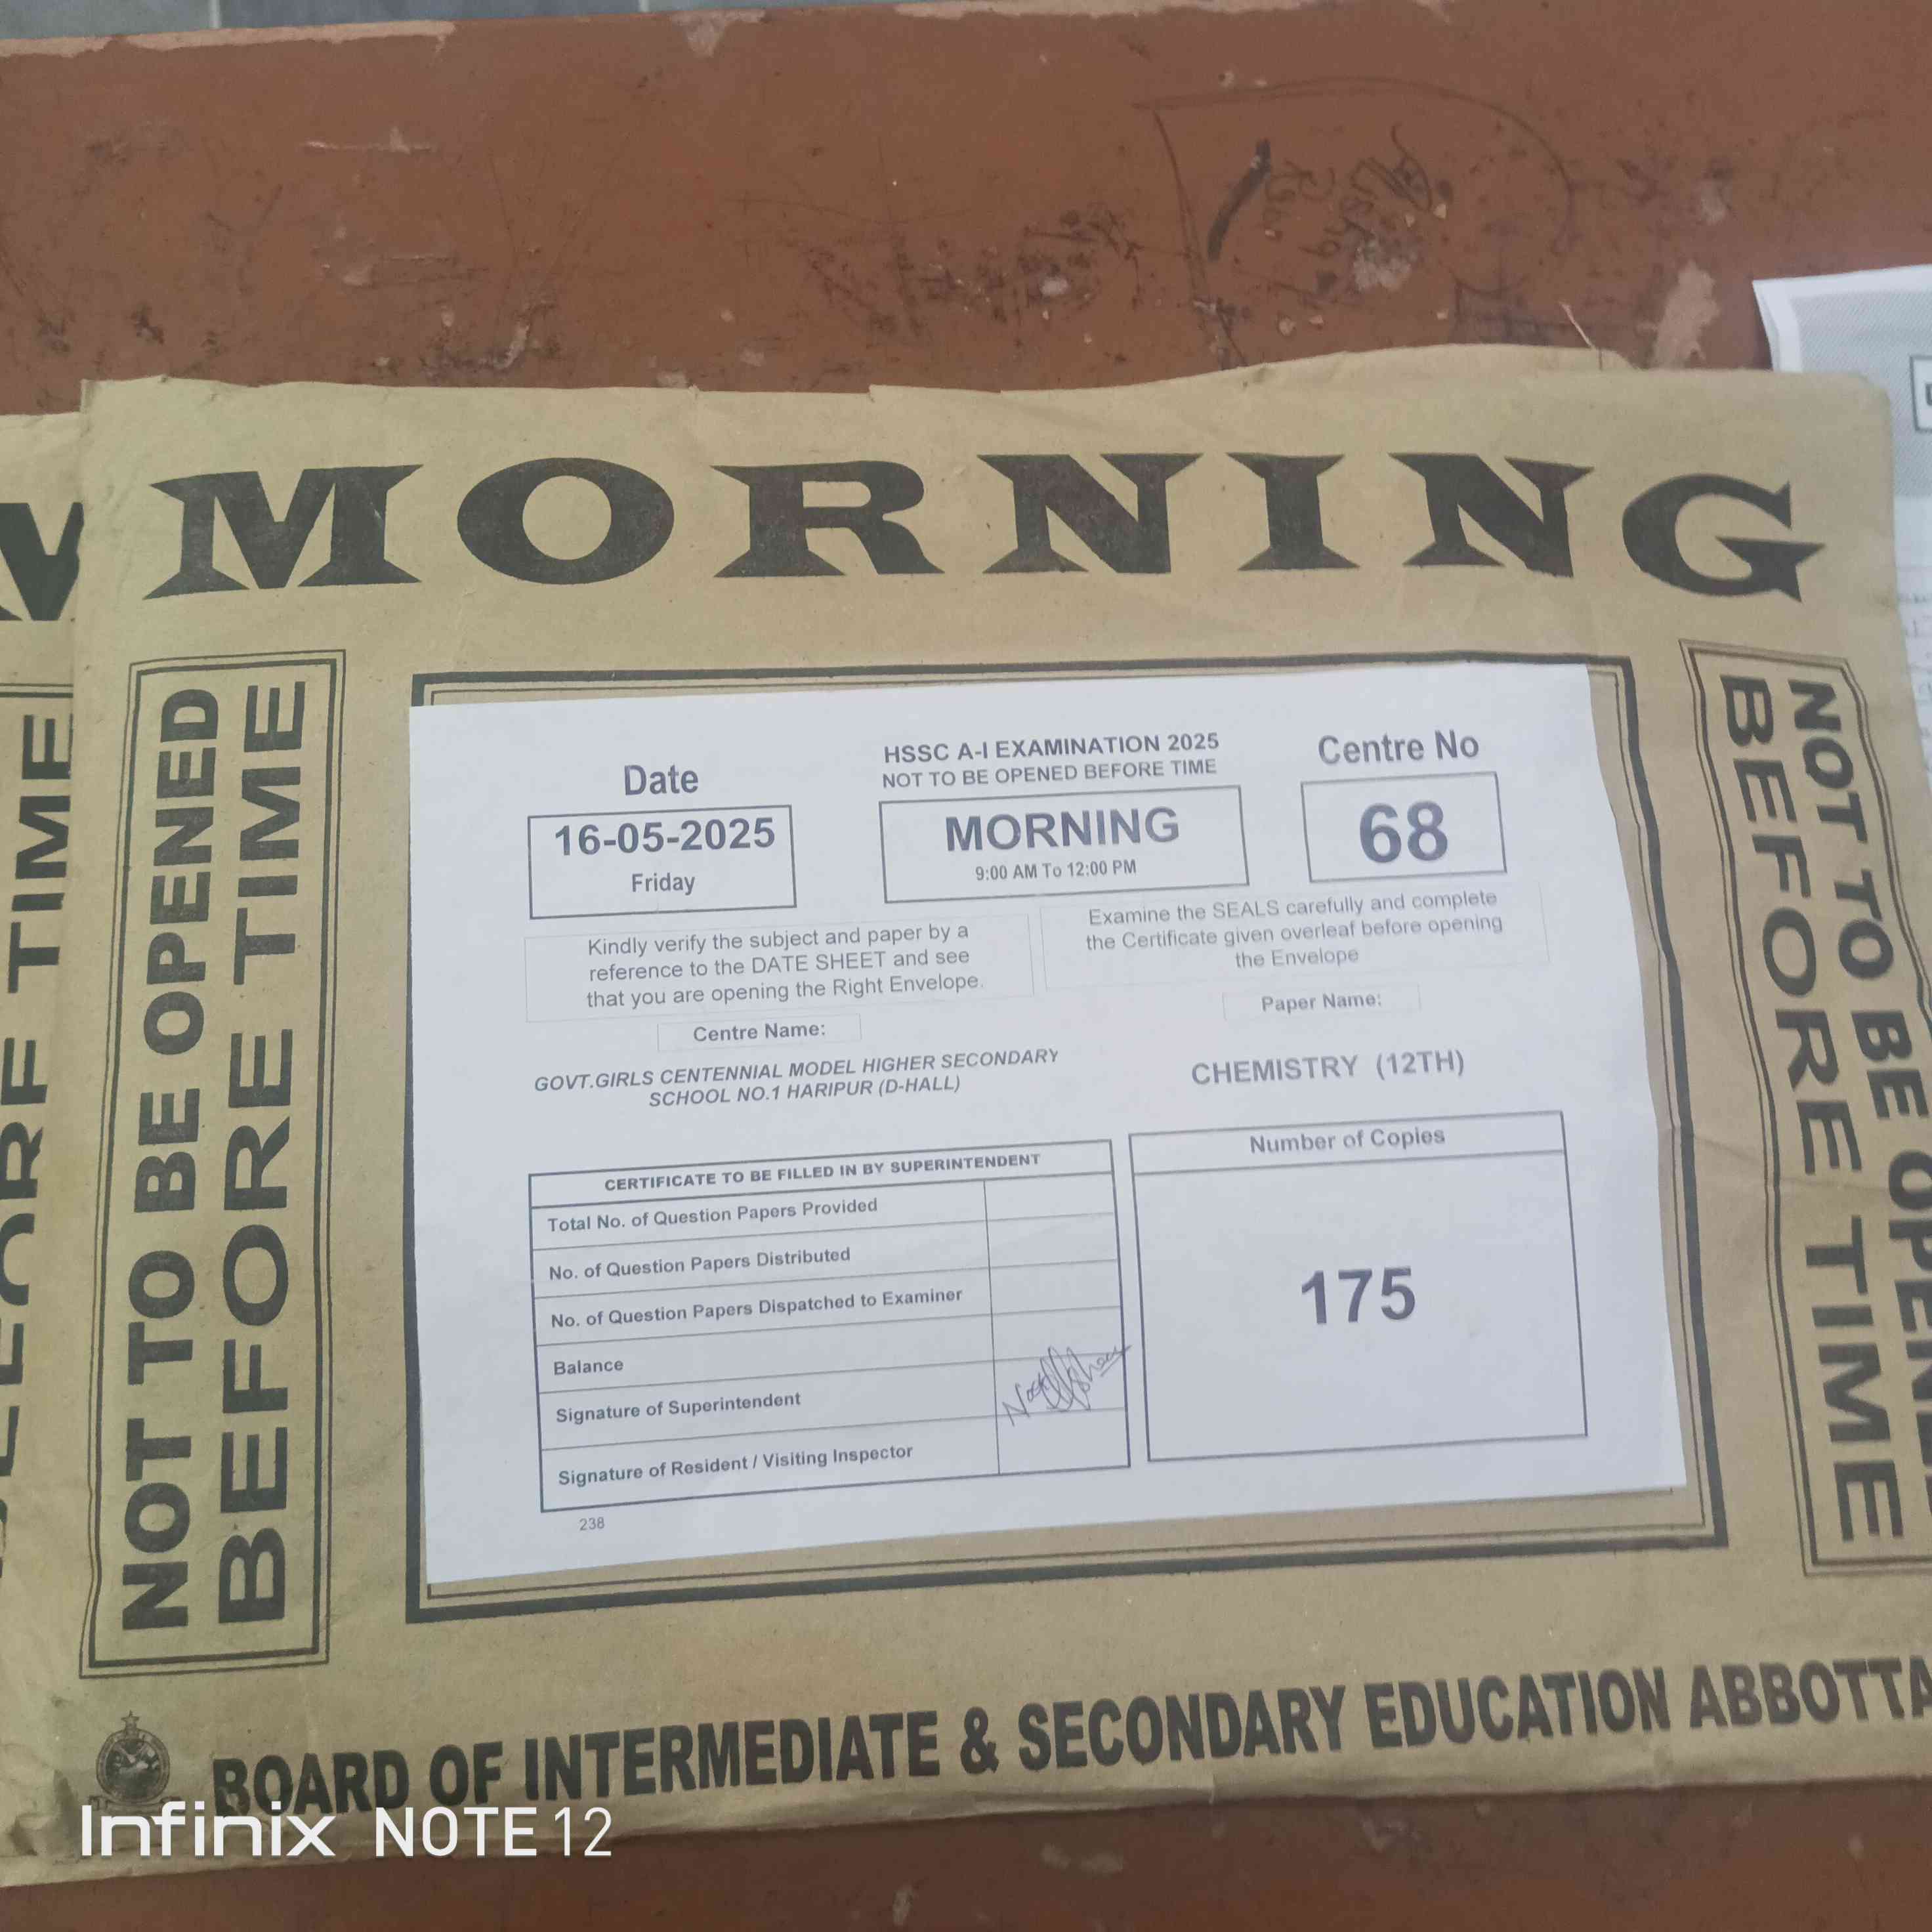 MORNING
NOT TO BE OPENED
BEFORE TIME
Date
16-05-2025
Friday
HSSC A-I EXAMINATION 2025
NOT TO BE OPENED BEFORE TIME
MORNING
9:00 AM To 12:00 PM
Centre No
68
Kindly verify the subject and paper by a
reference to the DATE SHEET and see
that you are opening the Right Envelope.
Examine the SEALS carefully and complete
the Certificate given overleaf before opening
the Envelope
Centre Name:
GOVT.GIRLS CENTENNIAL MODEL HIGHER SECONDARY
SCHOOL NO.1 HARIPUR (D-HALL)
Paper Name:
CHEMISTRY (12TH)
CERTIFICATE TO BE FILLED IN BY SUPERINTENDENT
Total No. of Question Papers Provided
No. of Question Papers Distributed
No. of Question Papers Dispatched to Examiner
Balance
Signature of Superintendent
Signature of Resident / Visiting Inspector
Number of Copies
175
238
NOT TO BE OPENE
BEFORE TIME
BOARD OF INTERMEDIATE & SECONDARY EDUCATION ABBOTTA
Infinix NOTE 12